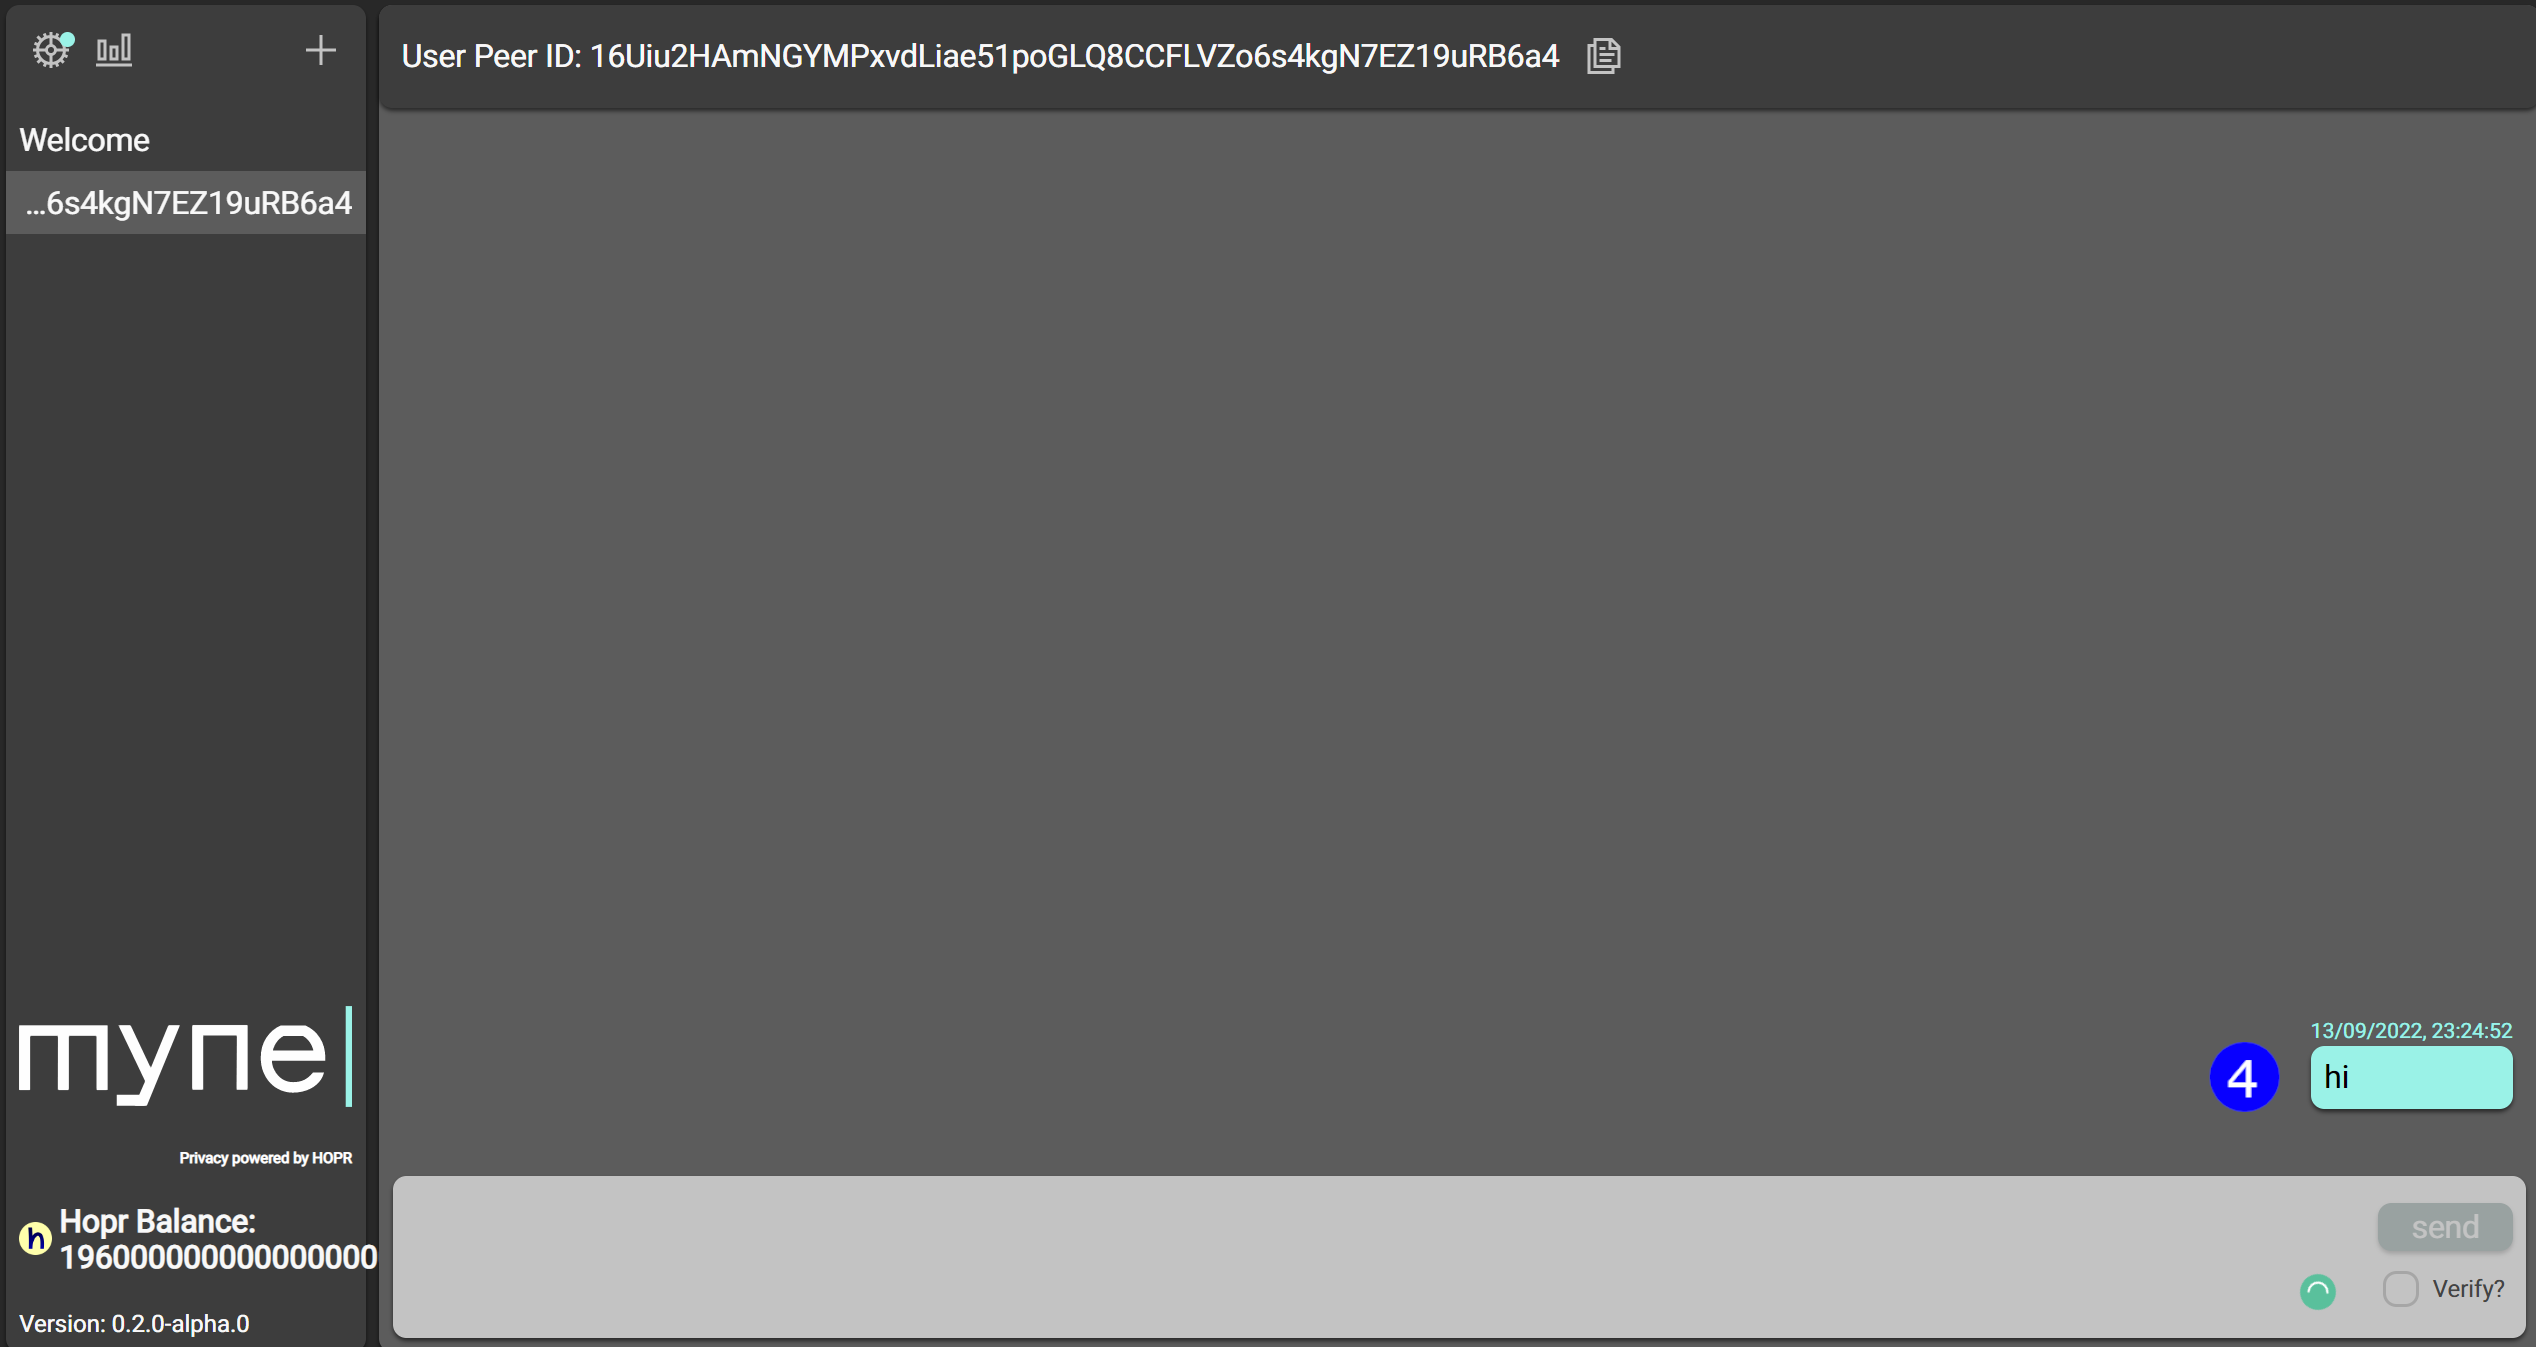 User Peer ID: 16Uiu2HAmNGYMPxvdLiae51poGLQ8CCFLVZo6s4kgN7EZ19uRB6a4
Welcome
...6s4kgN7EZ19uRB6a4
13/09/2022, 23:24:52
4
hi
myne
Privacy powered by HOPR
h
Hopr Balance:
196000000000000000
send
Verify?
Version: 0.2.0-alpha.0